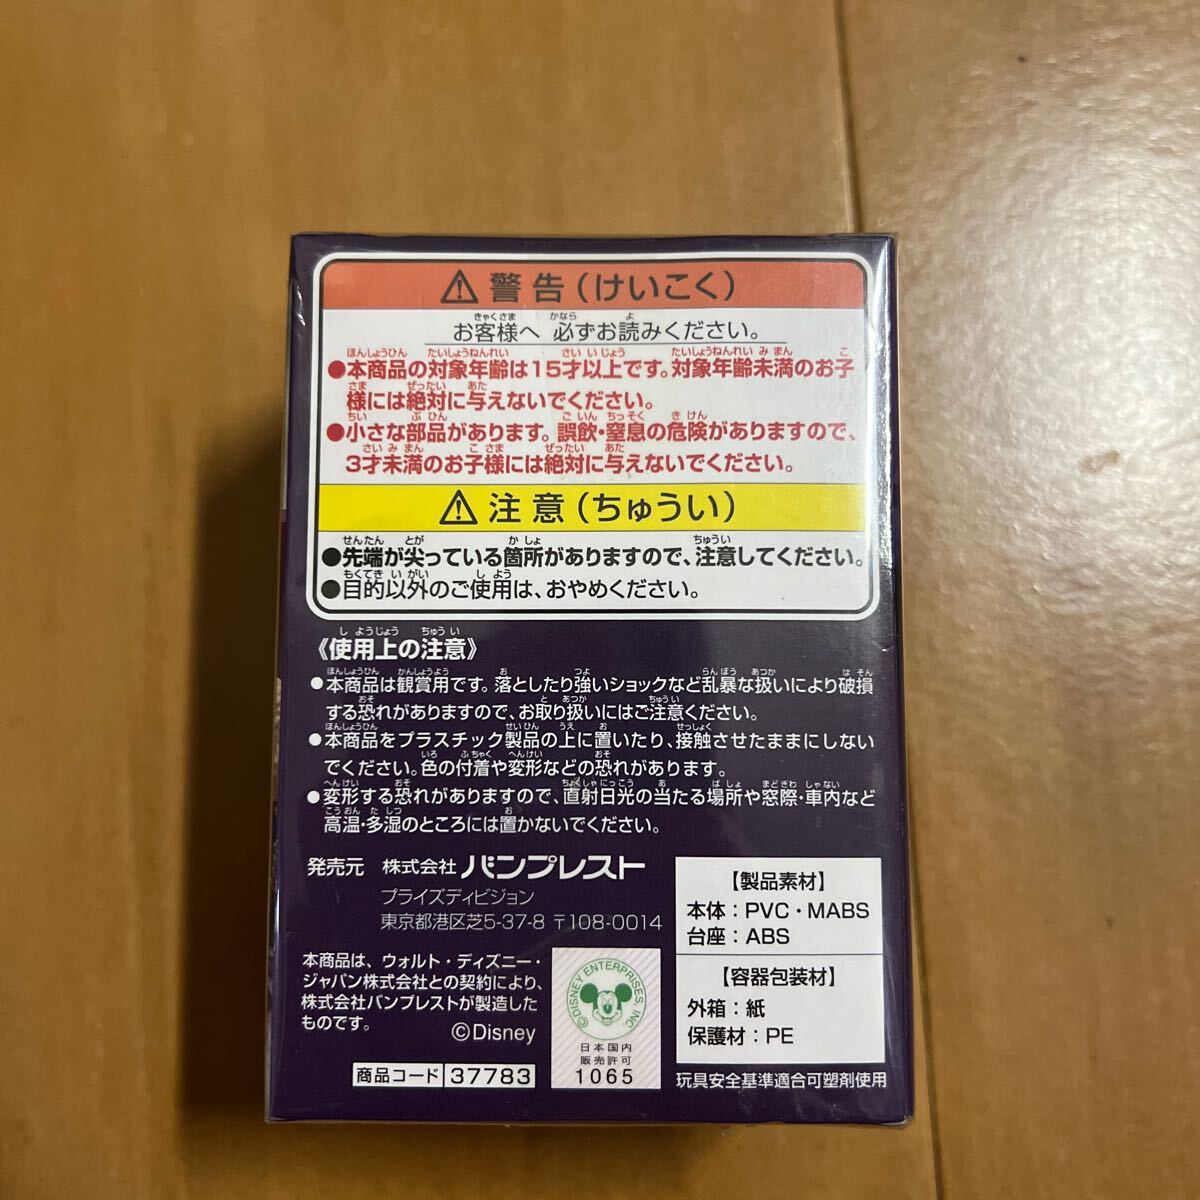 ⚠警告(けいこく)
お客様へ 必ずお読みください。
●本商品の対象年齢は15才以上です。対象年齢未満のお子
様には絶対に与えないでください。
●小さな部品があります。誤飲・窒息の危険がありますので、
3才未満のお子様には絶対に与えないでください。
⚠注意(ちゅうい)
●先端が尖っている箇所がありますので、注意してください。
●目的以外のご使用は、おやめください。
《使用上の注意》
●本商品は観賞用です。落としたり強いショックなど乱暴な扱いにより破損
する恐れがありますので、お取り扱いにはご注意ください。
●本商品をプラスチック製品の上に置いたり、接触させたままにしない
でください。色の付着や変形などの恐れがあります。
●変形する恐れがありますので、直射日光の当たる場所や窓際・車内など
高温・多湿のところには置かないでください。
発売元 株式会社 バンプレスト
プライズディビジョン
東京都港区芝5-37-8 〒108-0014
本商品は、ウォルト・ディズニー・
ジャパン株式会社との契約により、
株式会社バンプレストが製造した
ものです。
©Disney
商品コード 37783
©DISNEY ENTERPRISES, INC.
日本国内
販売許可
1065
【製品素材】
本体：PVC・MABS
台座：ABS
【容器包装材】
外箱：紙
保護材：PE
玩具安全基準適合可塑剤使用